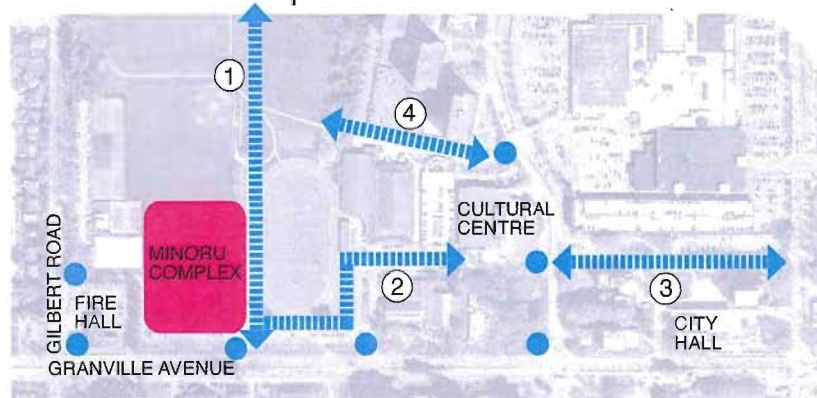 1
4
CULTURAL
CENTRE
GILBERT ROAD
MINORU
COMPLEX
2
3
FIRE
HALL
CITY
HALL
GRANVILLE AVENUE